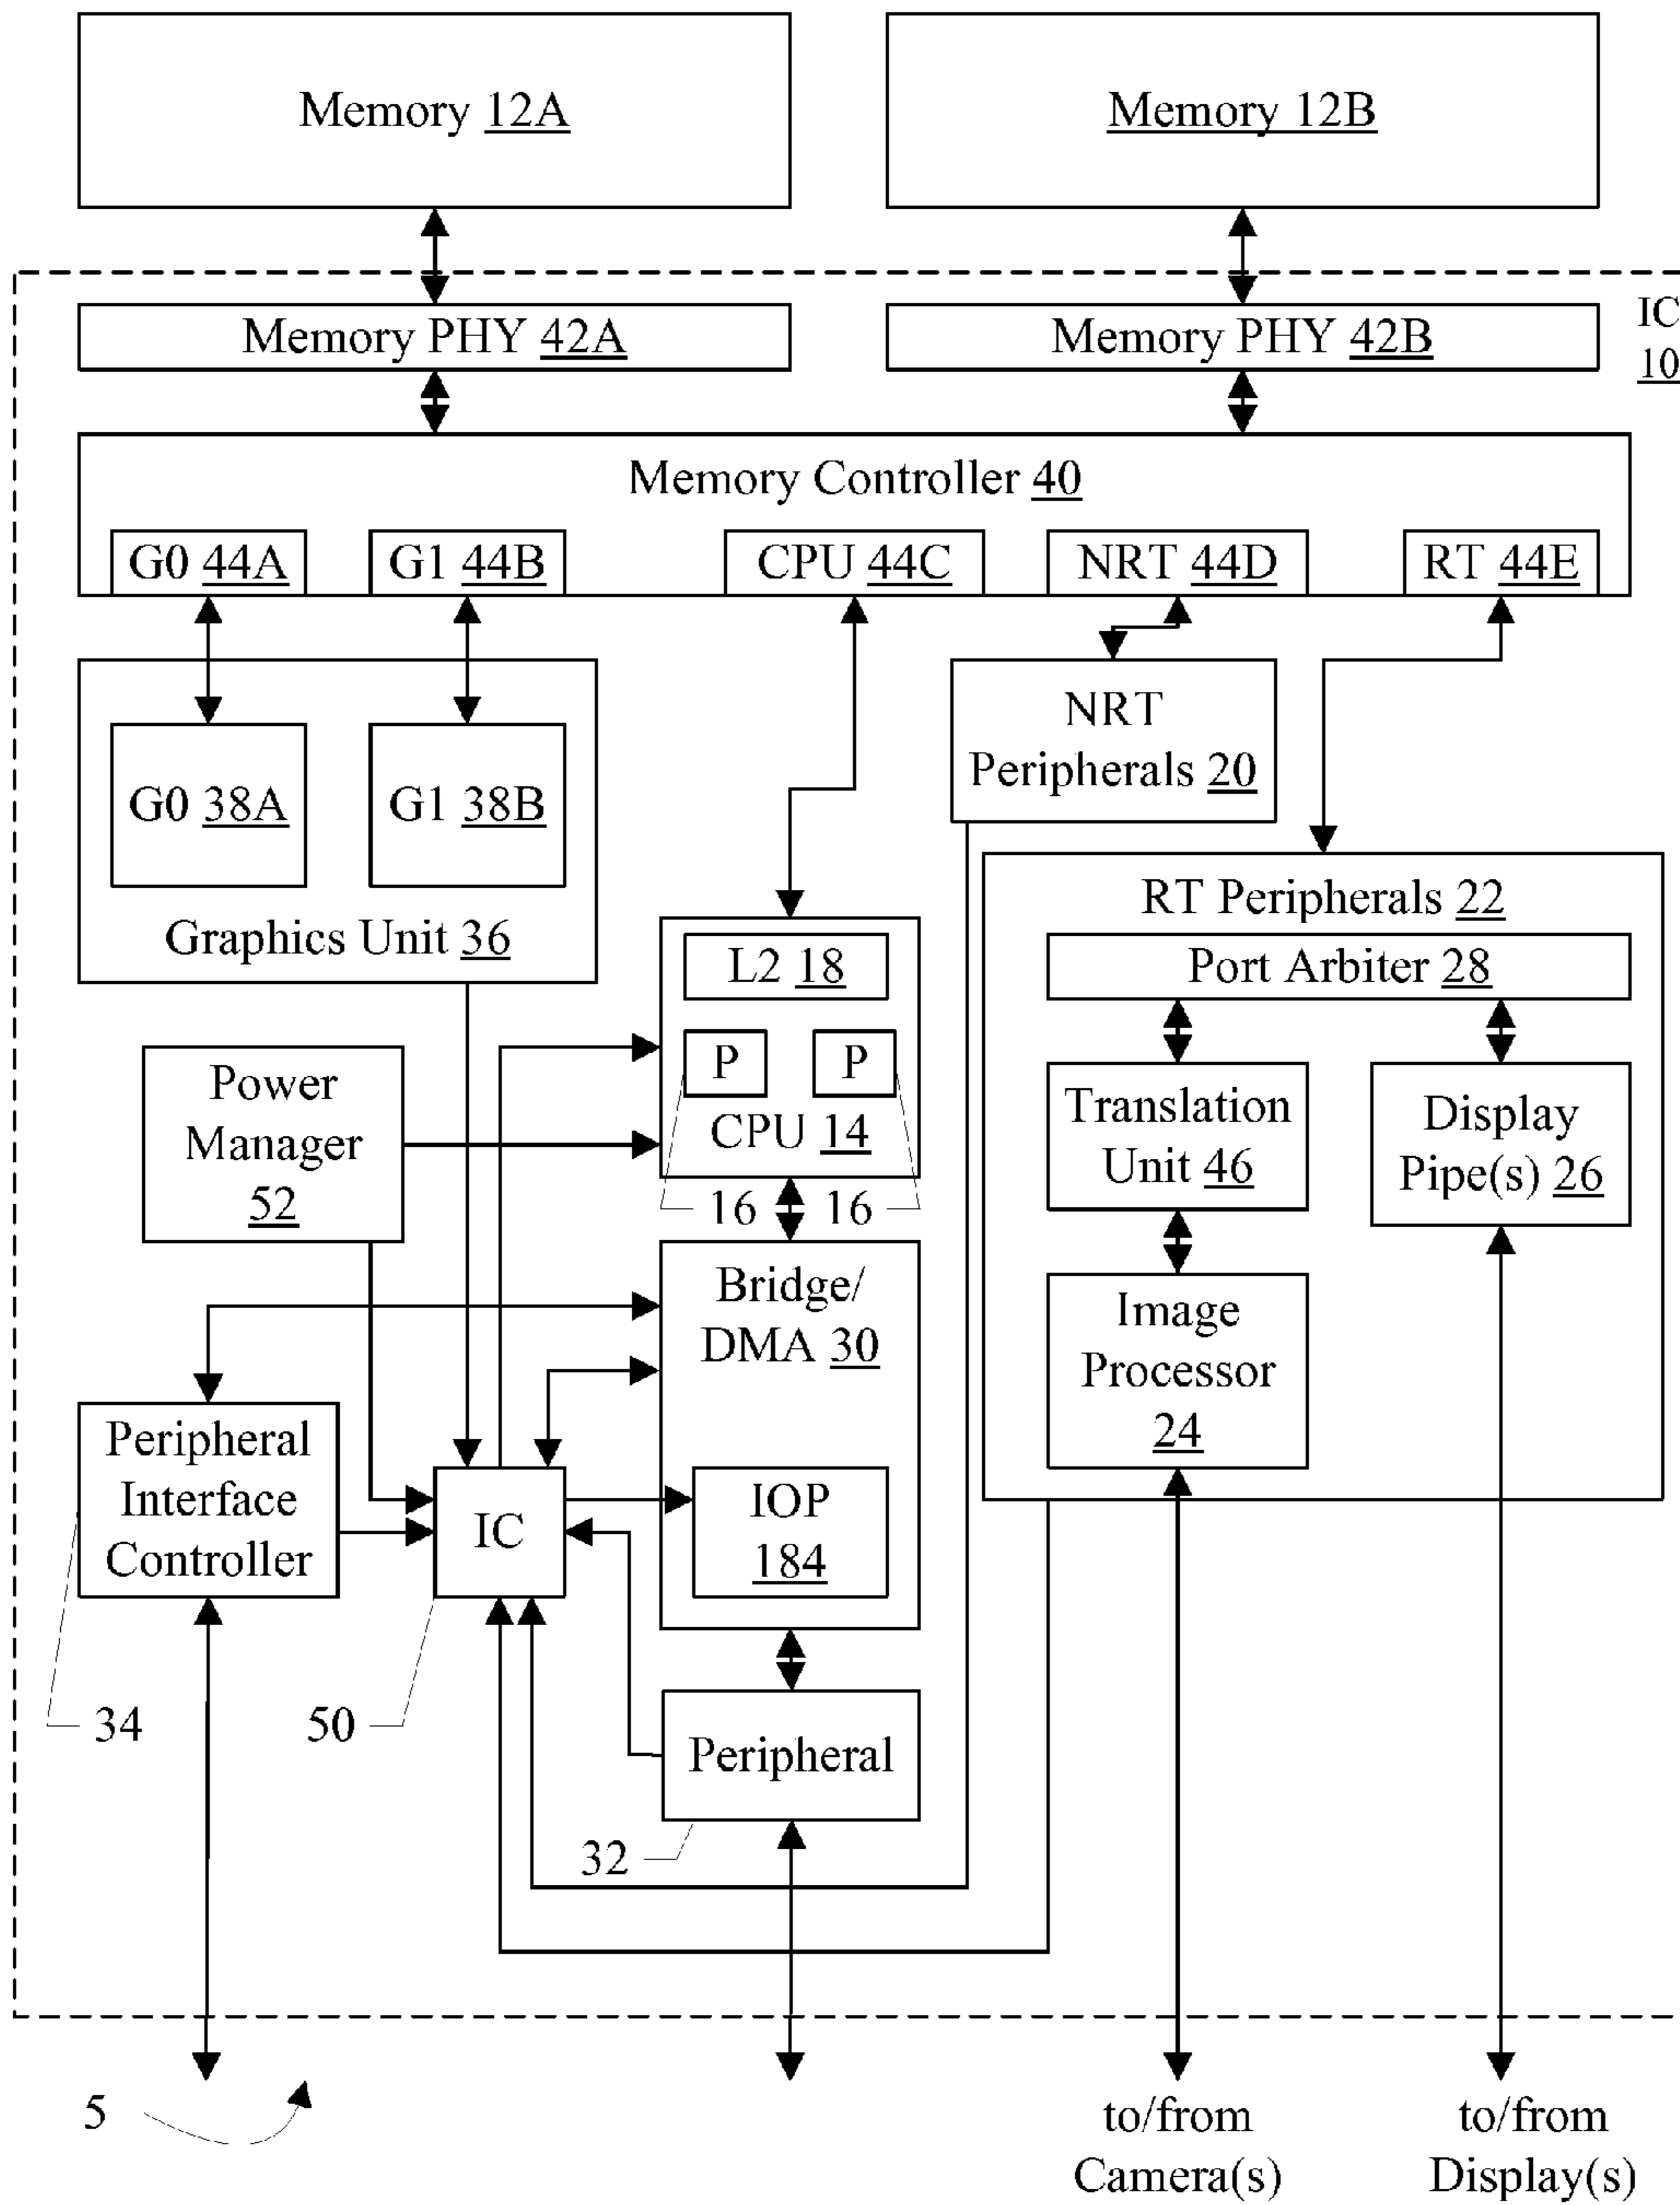 Memory 12A
Memory 12B
IC
10
Memory PHY 42A
Memory PHY 42B
Memory Controller 40
G0 44A
G1 44B
CPU 44C
NRT 44D
RT 44E
NRT
Peripherals 20
G0 38A
G1 38B
Graphics Unit 36
RT Peripherals 22
L2 18
Port Arbiter 28
P
P
CPU 14
16
16
Power
Manager
52
Translation
Unit 46
Display
Pipe(s) 26
Bridge/
DMA 30
Image
Processor
24
Peripheral
Interface
Controller
IC
IOP
184
34
50
Peripheral
32
5
to/from
Camera(s)
to/from
Display(s)